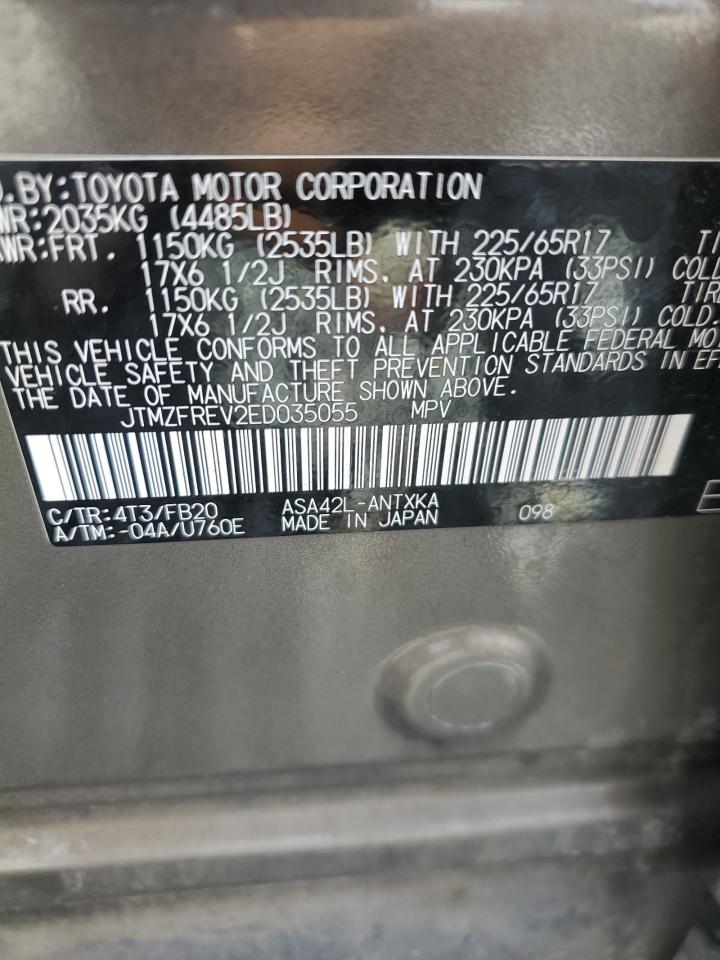 . BY:TOYOTA MOTOR CORPORATION
WR:2035KG (4485LB)
WR:FRT. 1150KG (2535LB) WITH 225/65R17 TI
17X6 1/2J RIMS, AT 230KPA (33PSI) COLD
RR. 1150KG (2535LB) WITH 225/65R17 TIR
17X6 1/2J RIMS, AT 230KPA (33PSI) COLD.
THIS VEHICLE CONFORMS TO ALL APPLICABLE FEDERAL MO
VEHICLE SAFETY AND THEFT PREVENTION STANDARDS IN EF
THE DATE OF MANUFACTURE SHOWN ABOVE.
JTMZFREV2ED035055 MPV
C/TR:4T3/FB20 ASA42L-ANTXKA 098
A/TM:-04A/U760E MADE IN JAPAN